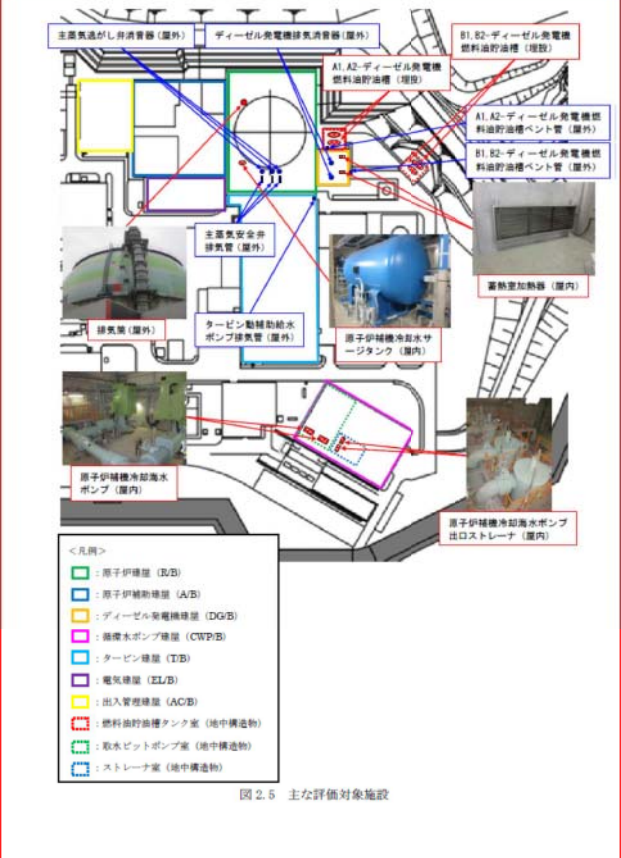 主蒸気逃がし弁消音器(屋外)
ディーゼル発電機排気消音器(屋外)
B1,B2-ディーゼル発電機
燃料油貯油槽(埋設)
A1,A2-ディーゼル発電機
燃料油貯油槽(埋設)
A1,A2-ディーゼル発電機燃
料油貯油槽ベント管(屋外)
B1,B2-ディーゼル発電機燃
料油貯油槽ベント管(屋外)
主蒸気安全弁
排気管(屋外)
蓄熱室加熱器(屋内)
排気筒(屋外)
タービン動補助給水
ポンプ排気管(屋外)
原子炉補機冷却水サ
ージタンク(屋内)
原子炉補機冷却海水
ポンプ(屋内)
原子炉補機冷却海水ポンプ
出口ストレーナ(屋内)
<凡例>
:原子炉建屋(R/B)
:原子炉補助建屋(A/B)
:ディーゼル発電機建屋(DG/B)
:循環水ポンプ建屋(CWP/B)
:タービン建屋(T/B)
:電気建屋(EL/B)
:出入管理建屋(AC/B)
:燃料油貯油槽タンク室(地中構造物)
:取水ピットポンプ室(地中構造物)
:ストレーナ室(地中構造物)
図 2.5 主な評価対象施設